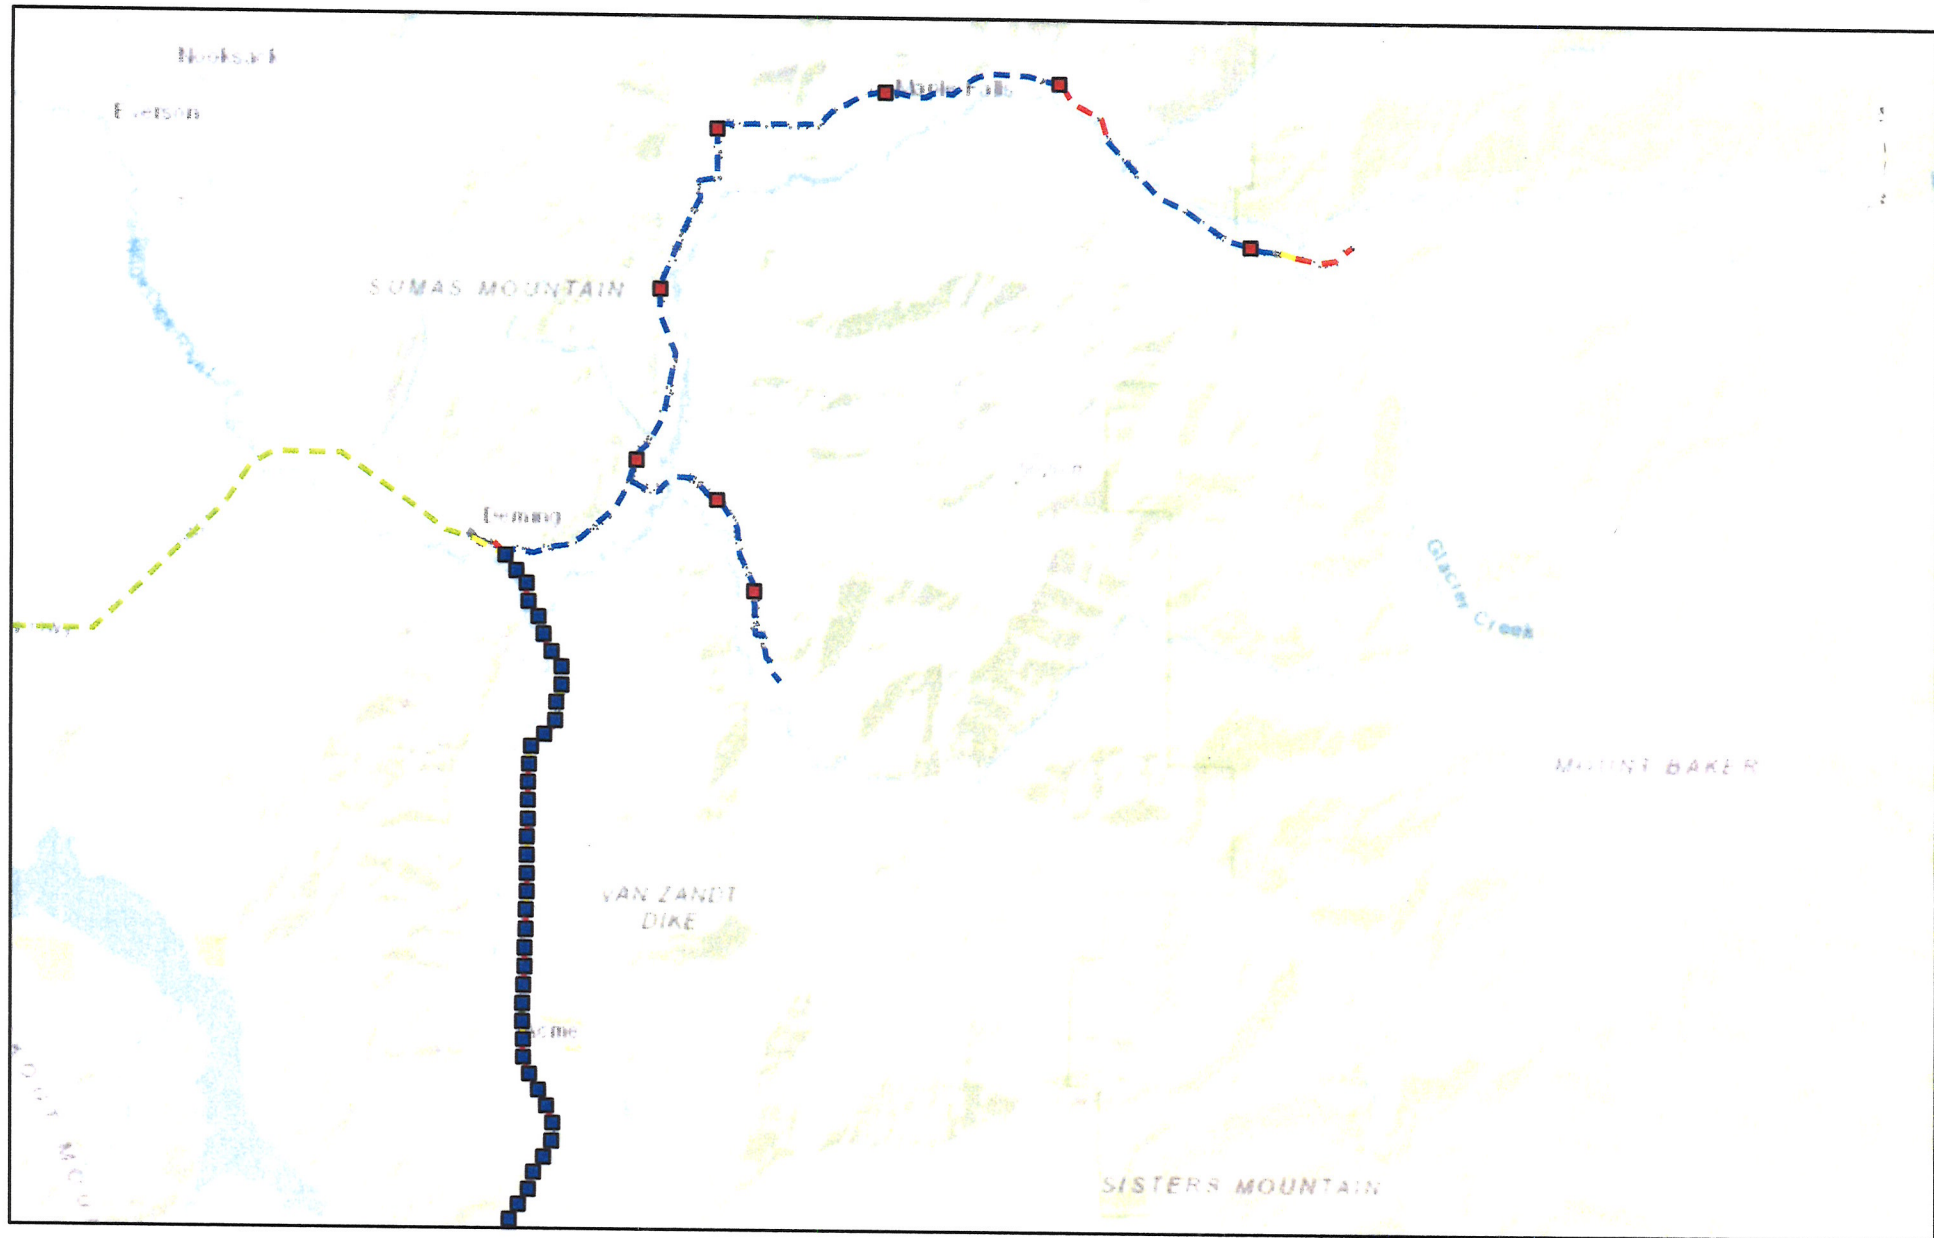 Nooksack
Everson
Maple Falls
SUMAS MOUNTAIN
Deming
Glacier Creek
MOUNT BAKER
VAN ZANDT
DIKE
Acme
SISTERS MOUNTAIN